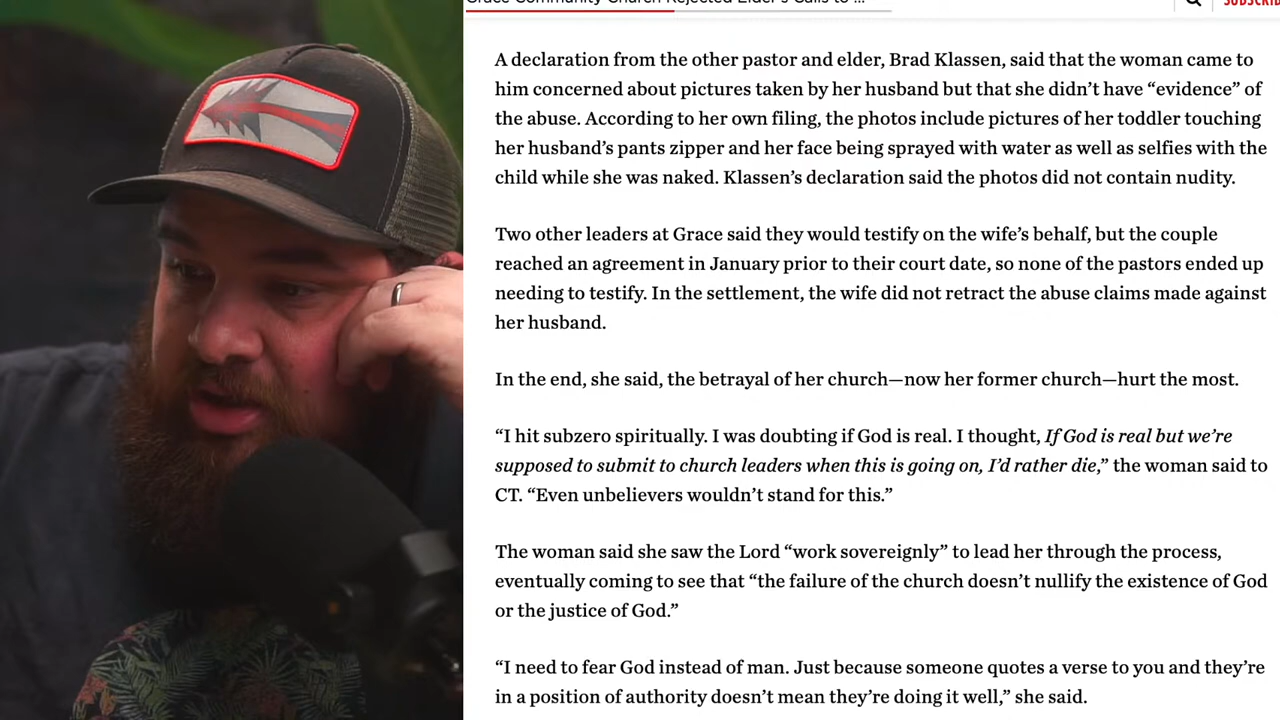 Grace Community Church Rejected Elder's Calls to ...
SUBSCRIB
A declaration from the other pastor and elder, Brad Klassen, said that the woman came to
him concerned about pictures taken by her husband but that she didn’t have “evidence” of
the abuse. According to her own filing, the photos include pictures of her toddler touching
her husband’s pants zipper and her face being sprayed with water as well as selfies with the
child while she was naked. Klassen’s declaration said the photos did not contain nudity.
Two other leaders at Grace said they would testify on the wife’s behalf, but the couple
reached an agreement in January prior to their court date, so none of the pastors ended up
needing to testify. In the settlement, the wife did not retract the abuse claims made against
her husband.
In the end, she said, the betrayal of her church—now her former church—hurt the most.
“I hit subzero spiritually. I was doubting if God is real. I thought, If God is real but we’re
supposed to submit to church leaders when this is going on, I’d rather die,” the woman said to
CT. “Even unbelievers wouldn’t stand for this.”
The woman said she saw the Lord “work sovereignly” to lead her through the process,
eventually coming to see that “the failure of the church doesn’t nullify the existence of God
or the justice of God.”
“I need to fear God instead of man. Just because someone quotes a verse to you and they’re
in a position of authority doesn’t mean they’re doing it well,” she said.